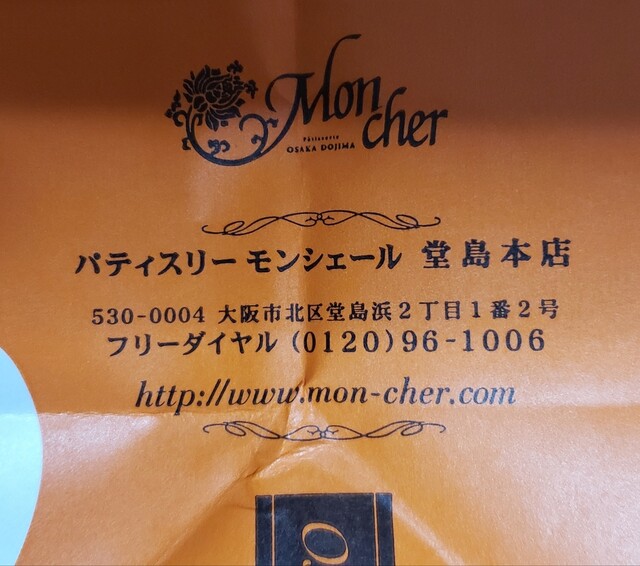 Mon
cher
Pâtisserie
OSAKA DOJIMA
パティスリー モンシェール 堂島本店
530-0004 大阪市北区堂島浜2丁目1番2号
フリーダイヤル (0120)96-1006
http://www.mon-cher.com